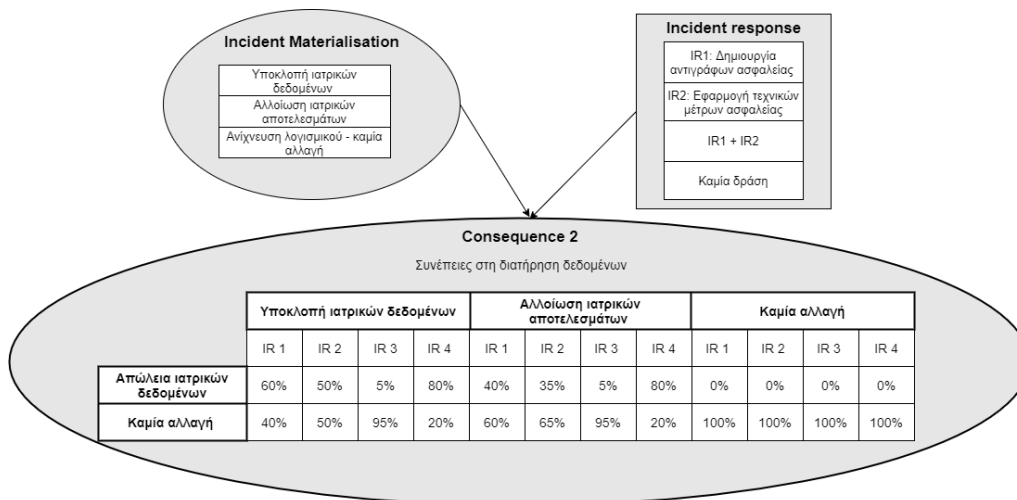 Incident Materialisation
Υποκλοπή ιατρικών
δεδομένων
Αλλοίωση ιατρικών
αποτελεσμάτων
Ανίχνευση λογισμικού - καμία
αλλαγή
Incident response
IR1: Δημιουργία
αντιγράφων ασφαλείας
IR2: Εφαρμογή τεχνικών
μέτρων ασφαλείας
IR1 + IR2
Καμία δράση
Consequence 2
Συνέπειες στη διατήρηση δεδομένων
Υποκλοπή ιατρικών δεδομένων
Αλλοίωση ιατρικών
αποτελεσμάτων
Καμία αλλαγή
IR 1 IR 2 IR 3 IR 4 IR 1 IR 2 IR 3 IR 4 IR 1 IR 2 IR 3 IR 4
Απώλεια ιατρικών
δεδομένων
60% 50% 5% 80% 40% 35% 5% 80% 0% 0% 0% 0%
Καμία αλλαγή 40% 50% 95% 20% 60% 65% 95% 20% 100% 100% 100% 100%